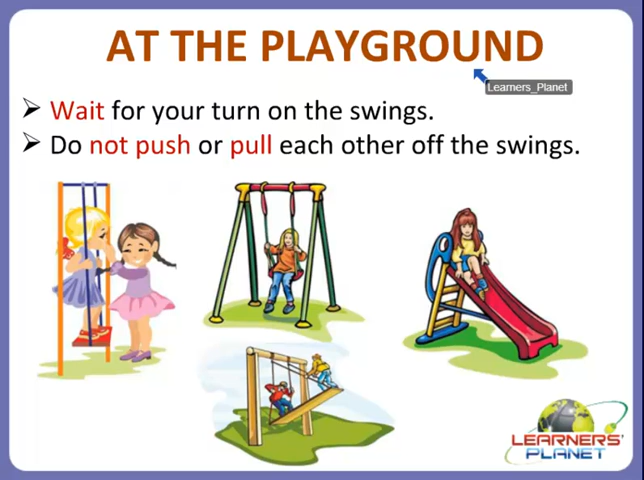 AT THE PLAYGROUND
Learners_Planet
Wait for your turn on the swings.
Do not push or pull each other off the swings.
LEARNERS'
PLANET